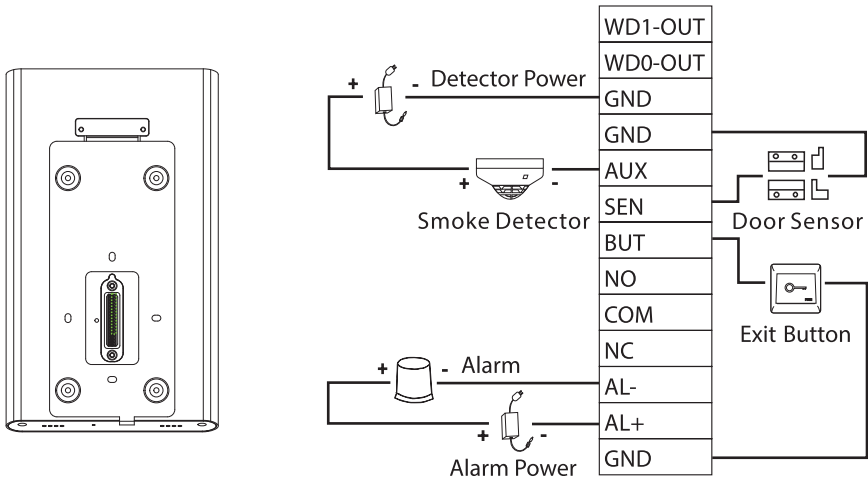 WD1-OUT
WD0-OUT
+ - Detector Power
GND
GND
AUX
+ -
SEN
Smoke Detector
Door Sensor
BUT
NO
COM
Exit Button
NC
+ - Alarm
AL-
AL+
+ -
Alarm Power
GND